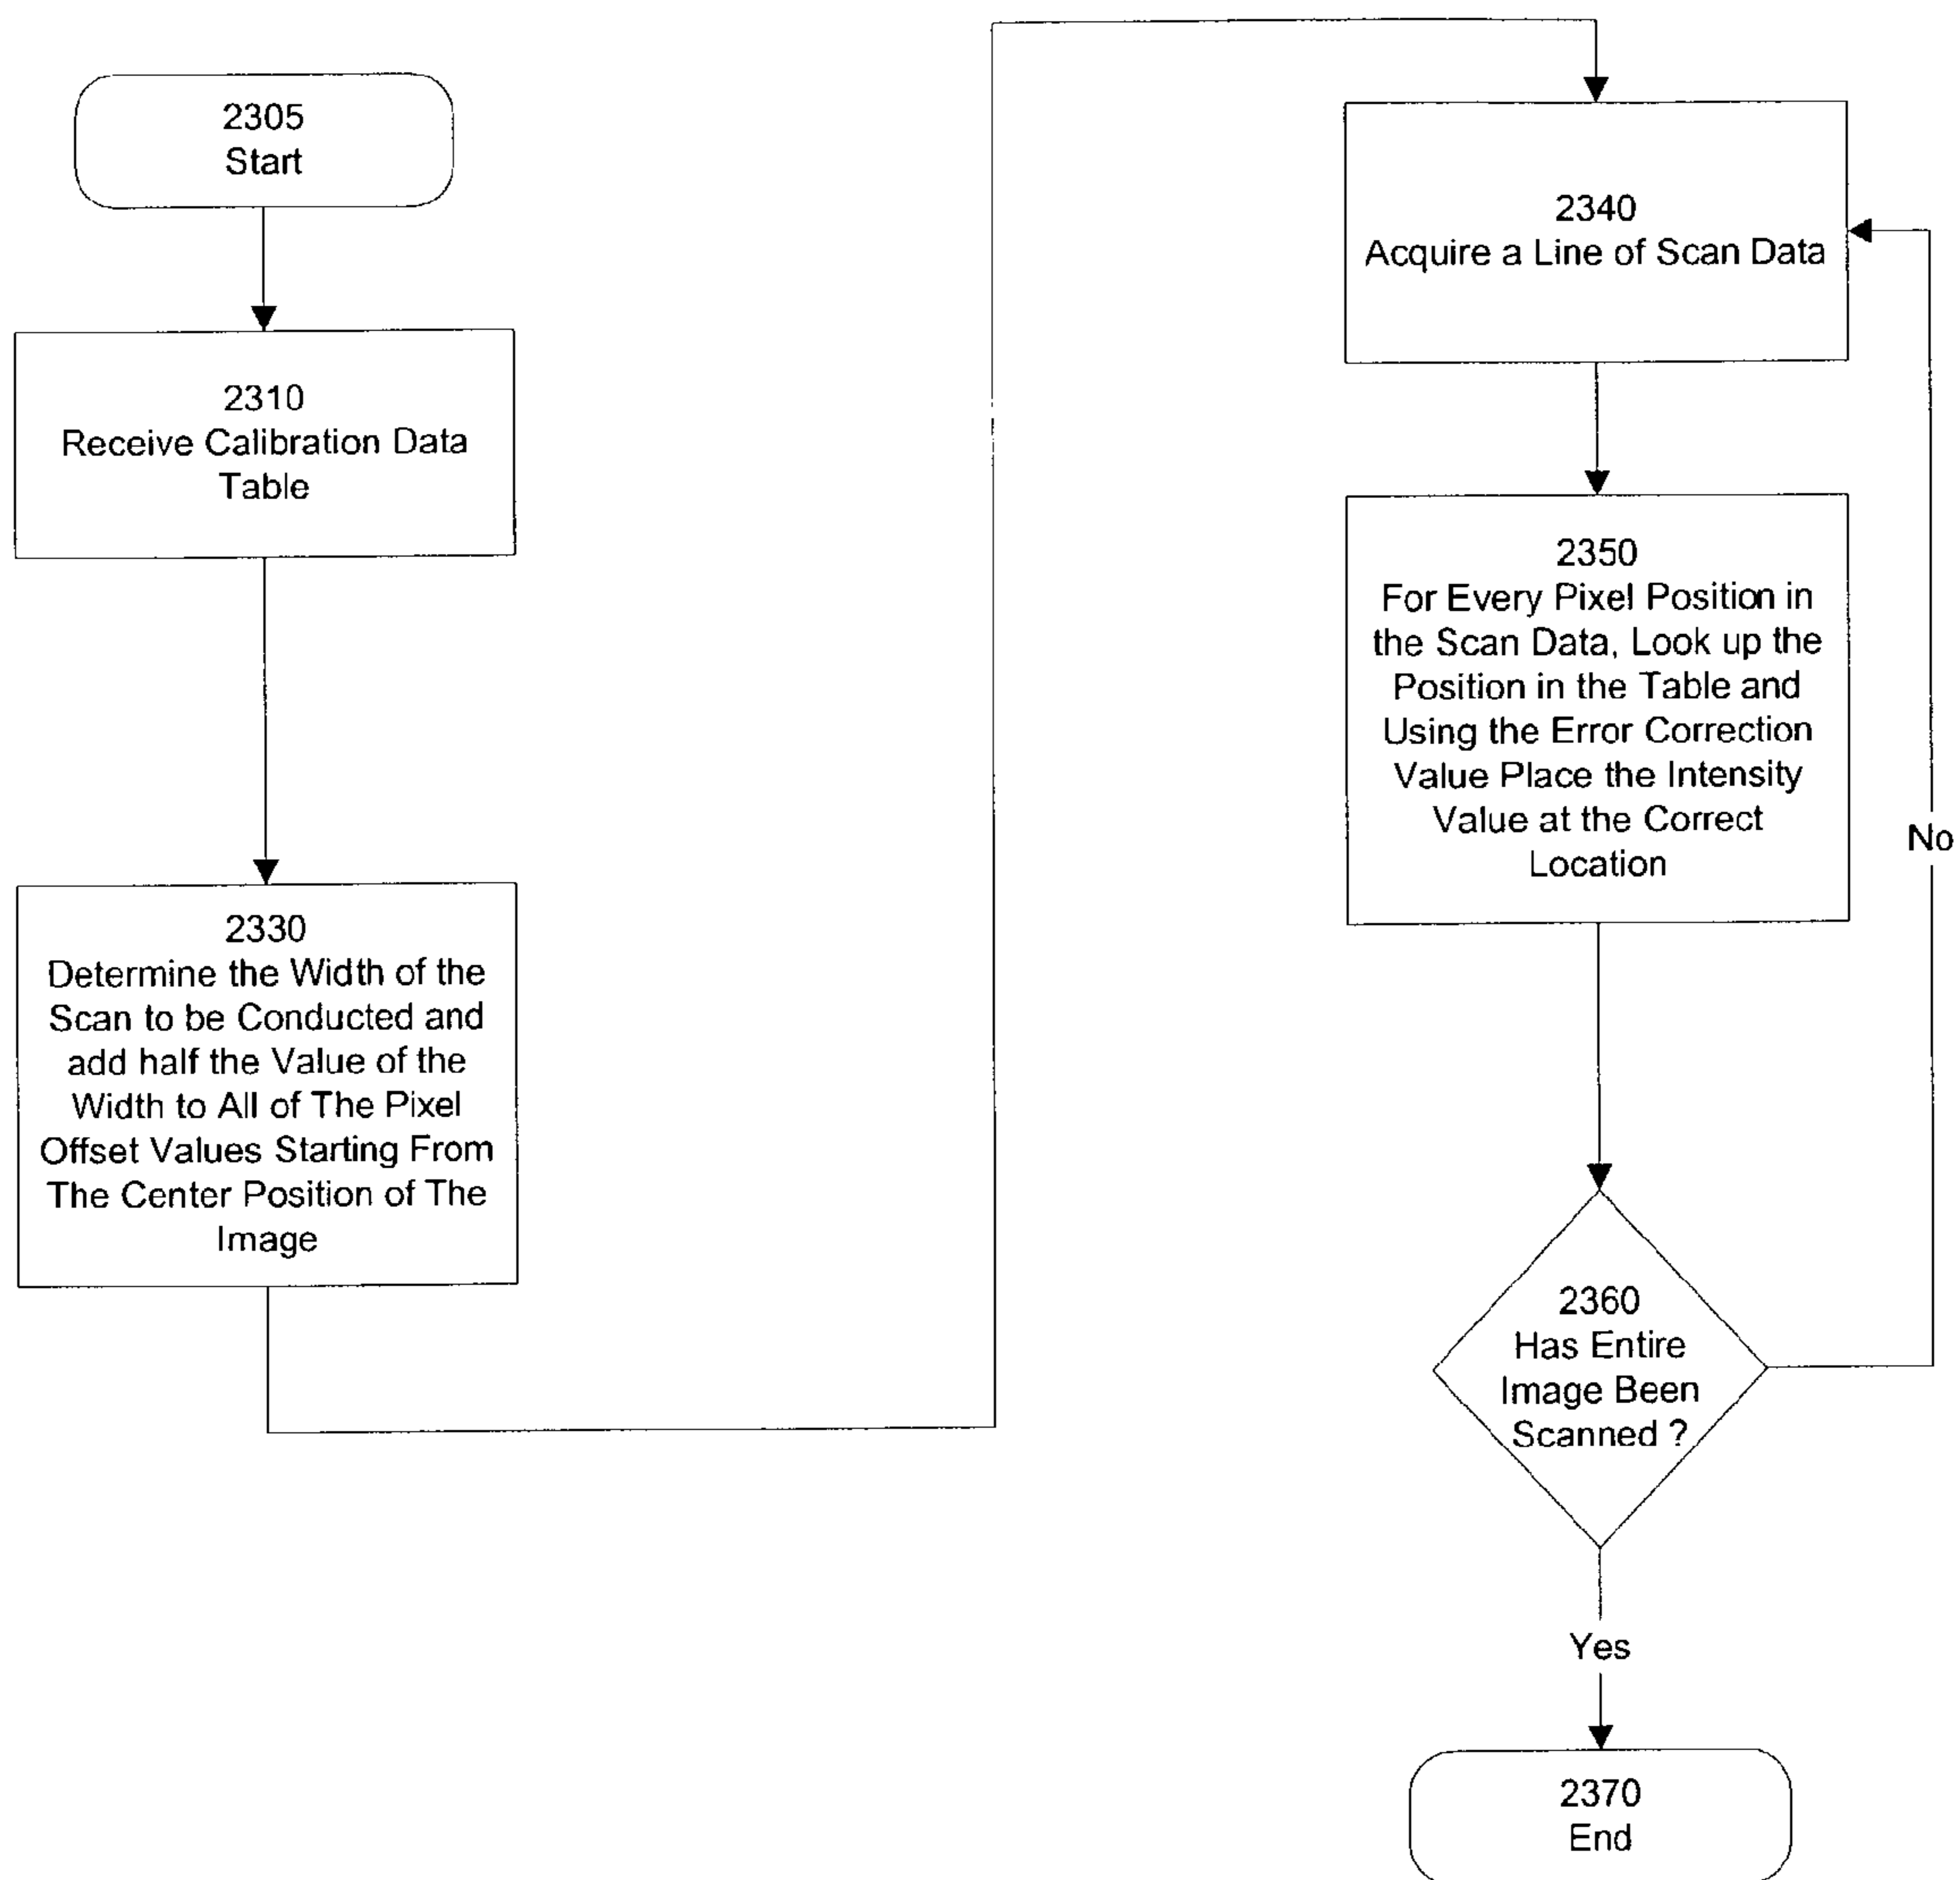 2305
Start
2310
Receive Calibration Data
Table
2330
Determine the Width of the
Scan to be Conducted and
add half the Value of the
Width to All of The Pixel
Offset Values Starting From
The Center Position of The
Image
2340
Acquire a Line of Scan Data
2350
For Every Pixel Position in
the Scan Data, Look up the
Position in the Table and
Using the Error Correction
Value Place the Intensity
Value at the Correct
Location
No
2360
Has Entire
Image Been
Scanned ?
Yes
2370
End